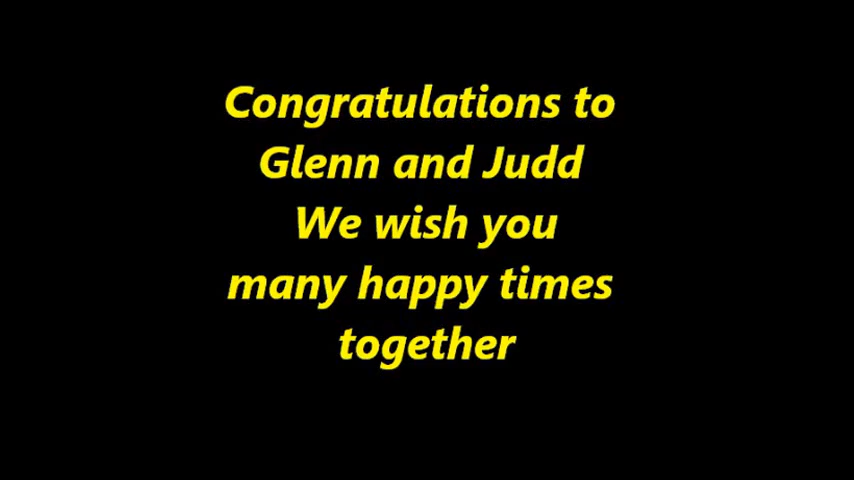 Congratulations to
Glenn and Judd
We wish you
many happy times
together